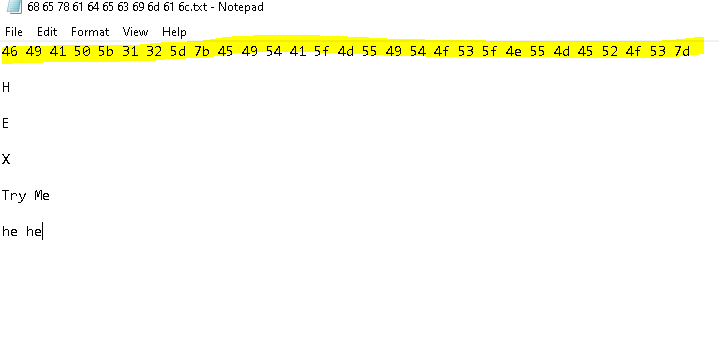 68 65 78 61 64 65 63 69 6d 61 6c.txt - Notepad
File Edit Format View Help
46 49 41 50 5b 31 32 5d 7b 45 49 54 41 5f 4d 55 49 54 4f 53 5f 4e 55 4d 45 52 4f 53 7d
H
E
X
Try Me
he he